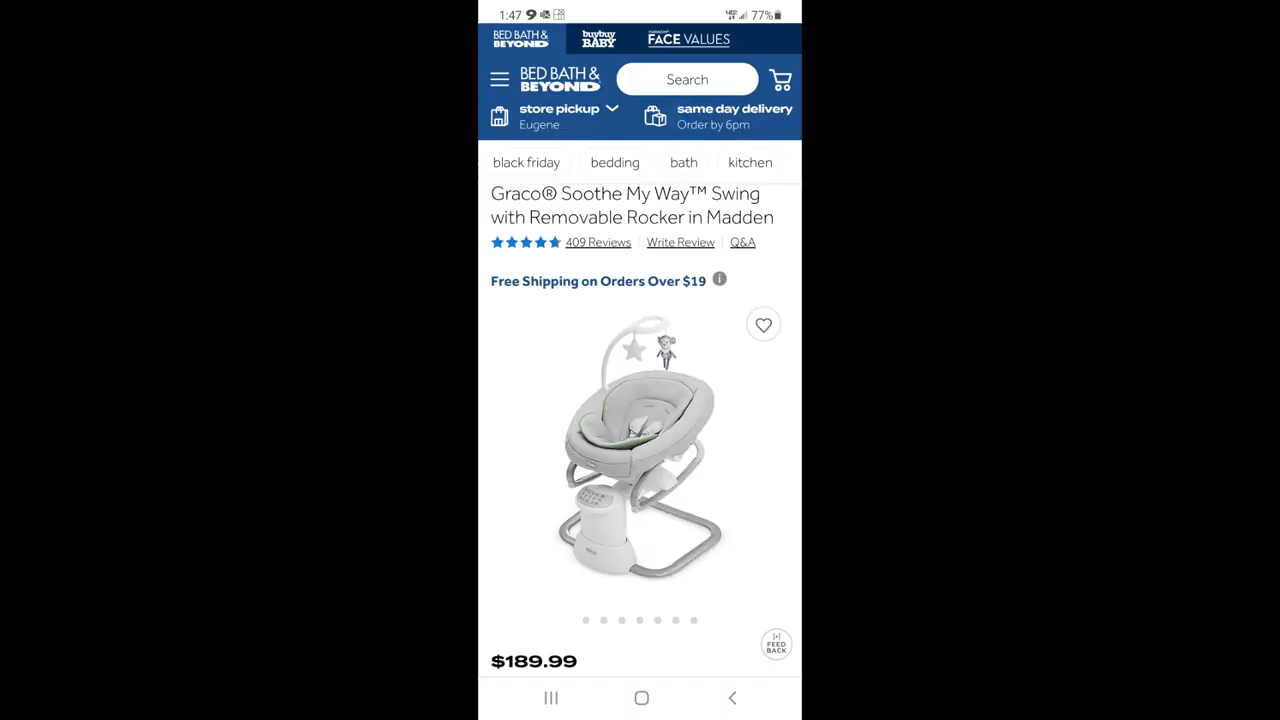 1:47 9
77%
BED BATH &
BEYOND
buybuy
BABY
FACE VALUES
BED BATH &
BEYOND
Search
store pickup
Eugene
same day delivery
Order by 6pm
black friday bedding bath kitchen
Graco® Soothe My Way™ Swing
with Removable Rocker in Madden
409 Reviews Write Review Q&A
Free Shipping on Orders Over $19
$189.99
[+]
FEED
BACK